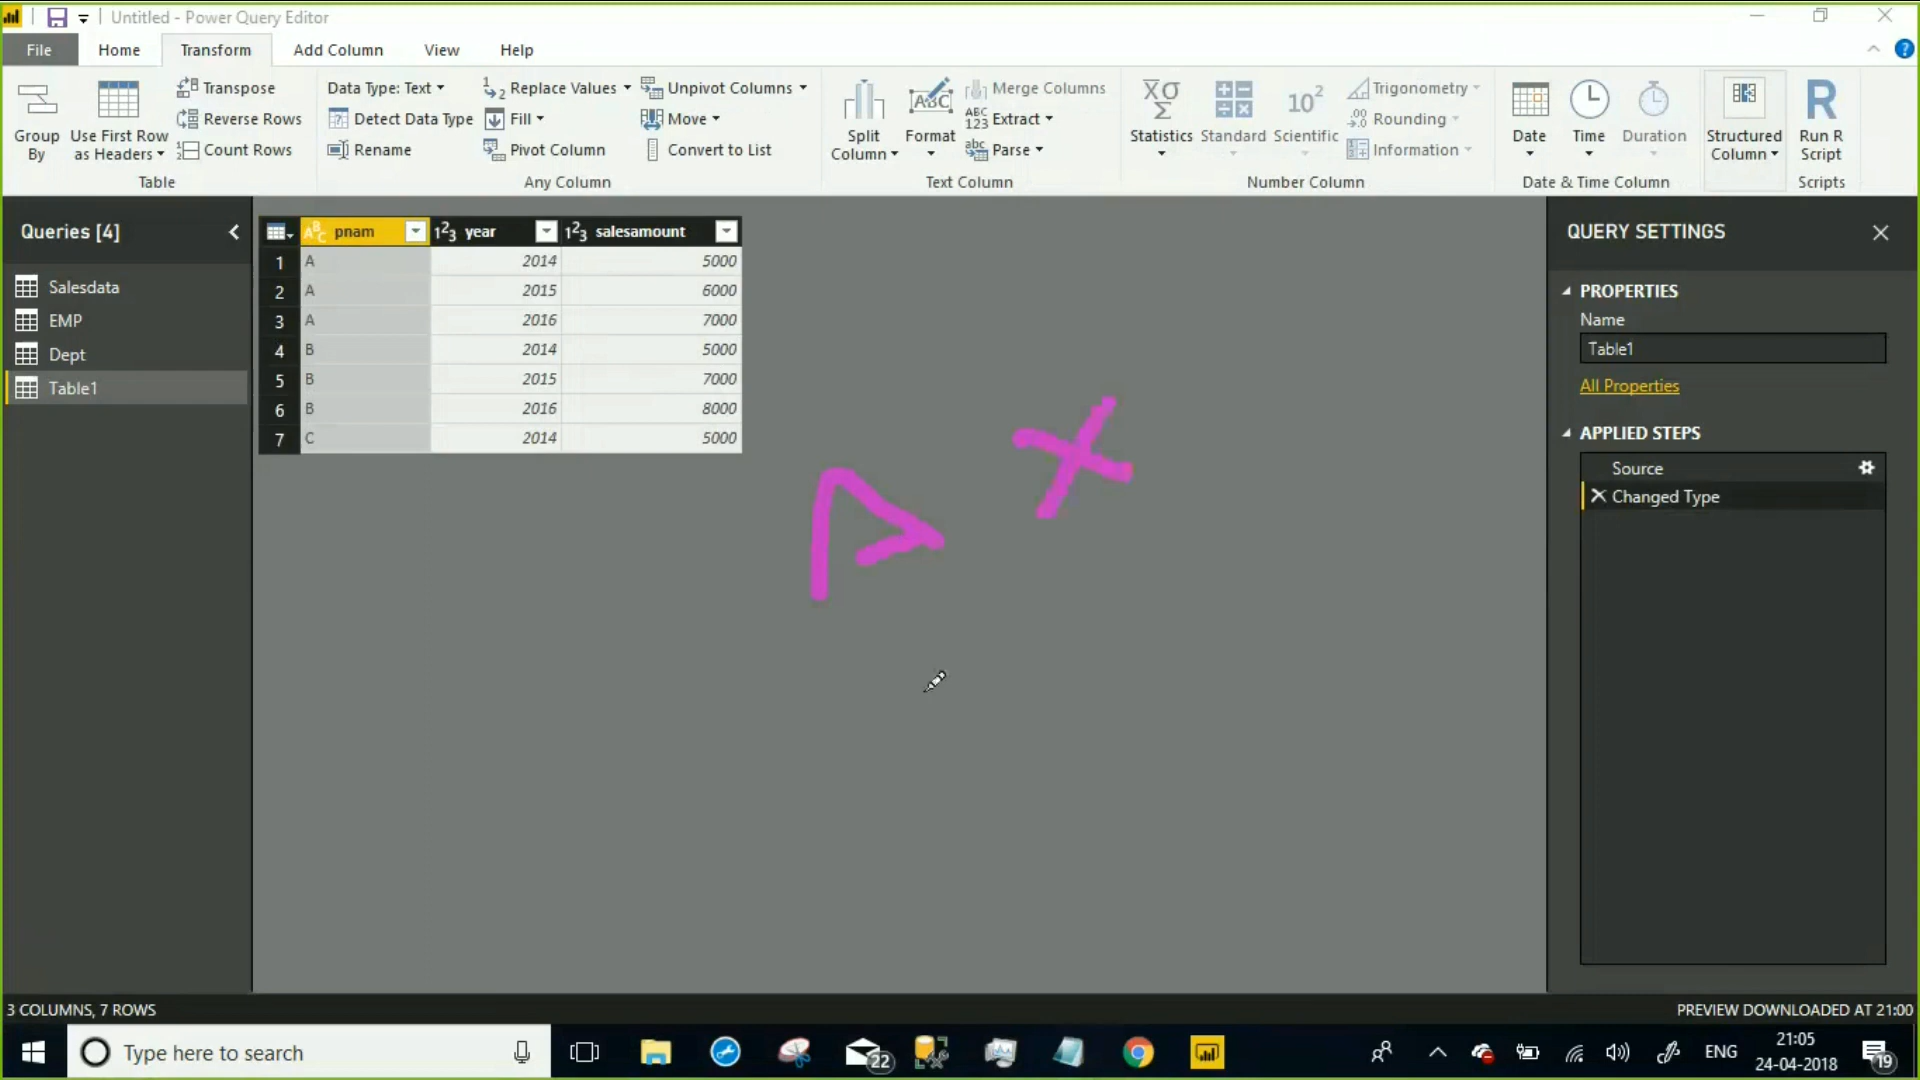 Untitled - Power Query Editor
File Home Transform Add Column View Help
Group By
Use First Row as Headers
Transpose
Reverse Rows
Count Rows
Table
Data Type: Text
Detect Data Type
Rename
Replace Values
Fill
Pivot Column
Unpivot Columns
Move
Convert to List
Any Column
Split Column
Format
Merge Columns
Extract
Parse
Text Column
Statistics
Standard
Scientific
Trigonometry
Rounding
Information
Number Column
Date
Time
Duration
Date & Time Column
Structured Column
Run R Script
Scripts
Queries [4]
Salesdata
EMP
Dept
Table1
pnam year salesamount
1 A 2014 5000
2 A 2015 6000
3 A 2016 7000
4 B 2014 5000
5 B 2015 7000
6 B 2016 8000
7 C 2014 5000
QUERY SETTINGS
PROPERTIES
Name
Table1
All Properties
APPLIED STEPS
Source
Changed Type
3 COLUMNS, 7 ROWS
PREVIEW DOWNLOADED AT 21:00
Type here to search
22
ENG
21:05
24-04-2018
19